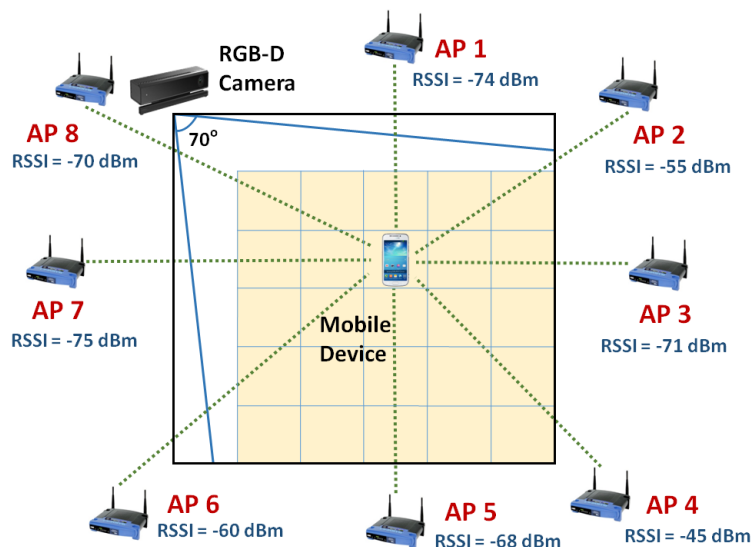 RGB-D
Camera
AP 1
RSSI = -74 dBm
AP 8
RSSI = -70 dBm
70°
AP 2
RSSI = -55 dBm
AP 7
RSSI = -75 dBm
Mobile
Device
AP 3
RSSI = -71 dBm
AP 6
RSSI = -60 dBm
AP 5
RSSI = -68 dBm
AP 4
RSSI = -45 dBm